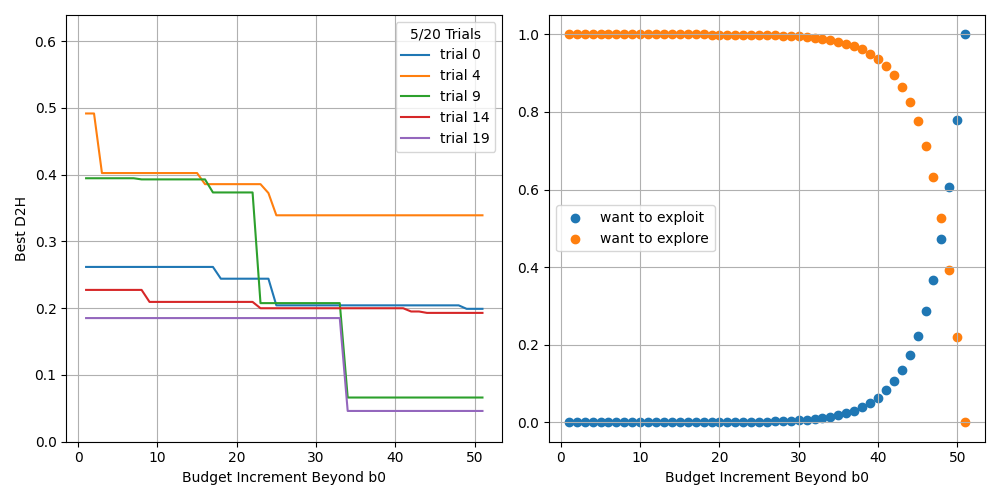 5/20 Trials
trial 0
trial 4
trial 9
trial 14
trial 19
0.6
0.5
0.4
0.3
0.2
0.1
0.0
Best D2H
0 10 20 30 40 50
Budget Increment Beyond b0
1.0
0.8
0.6
0.4
0.2
0.0
want to exploit
want to explore
0 10 20 30 40 50
Budget Increment Beyond b0